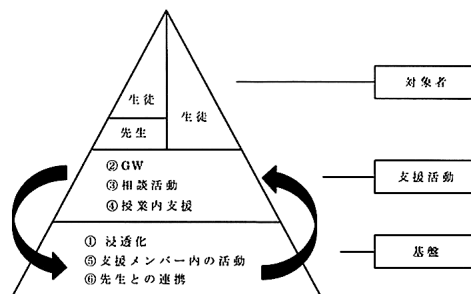 生徒
先生
生徒
対象者
②GW
③相談活動
④授業内支援
支援活動
① 浸透化
⑤支援メンバー内の活動
⑥先生との連携
基盤